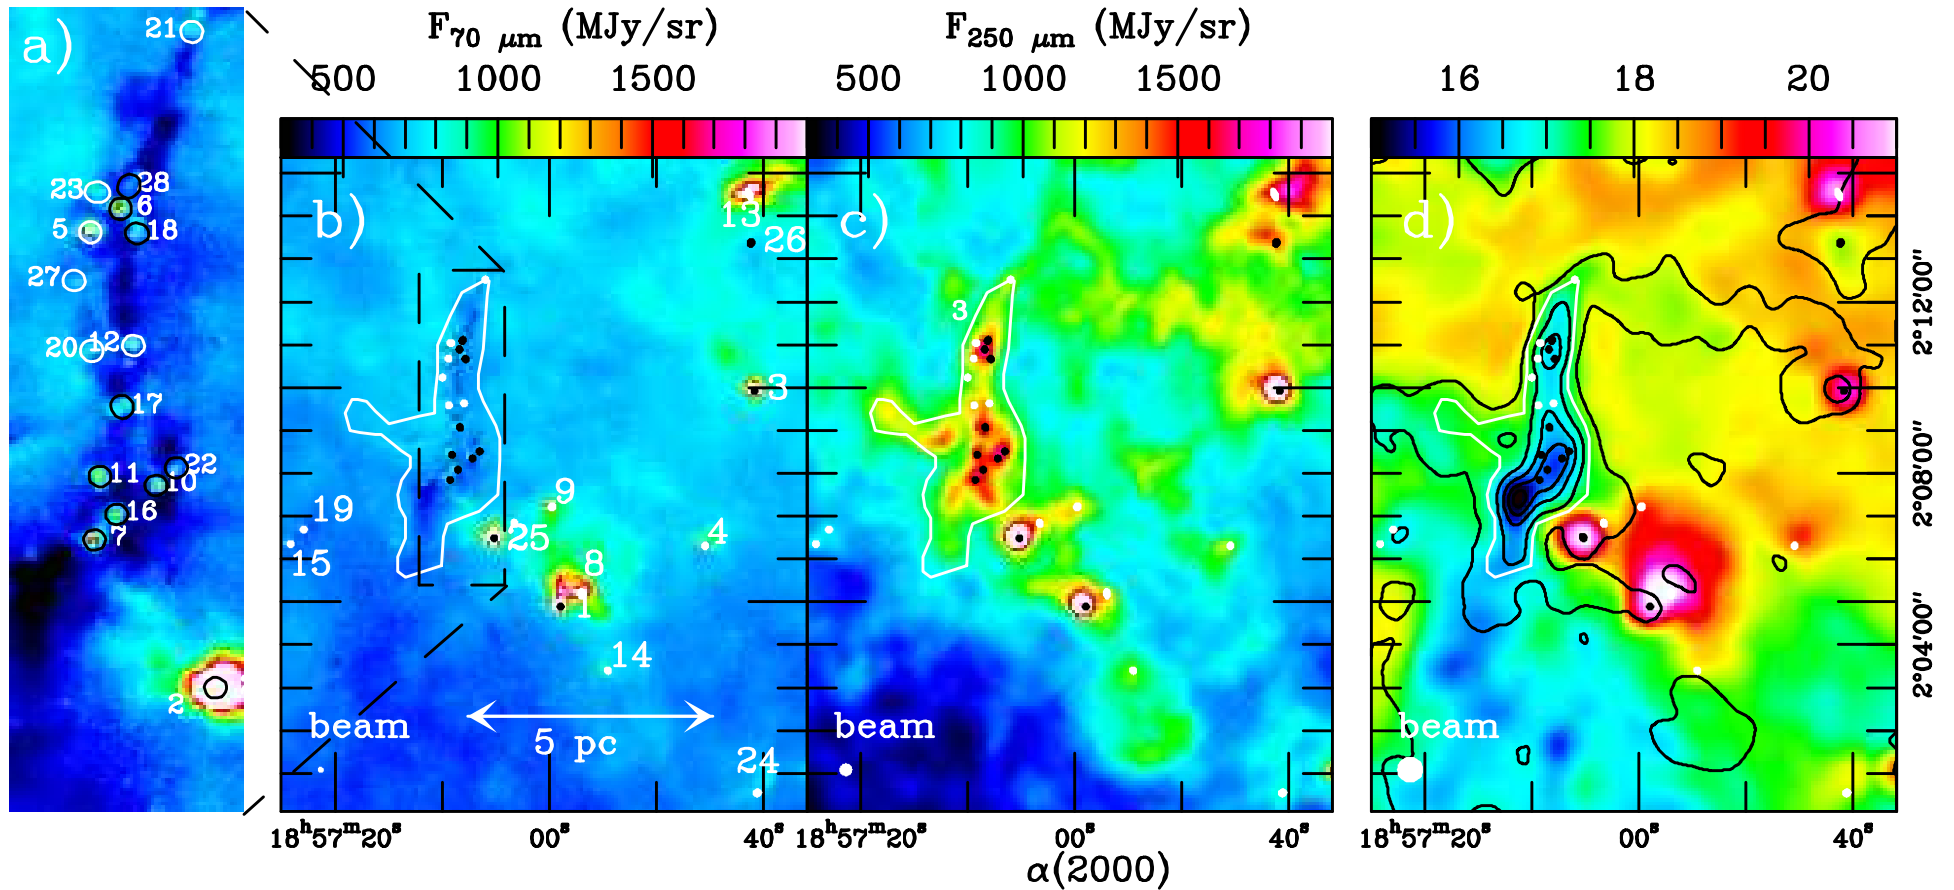 a)
21
23
28
6
5
18
27
20
12
17
11
22
10
16
7
2
F70 μm (MJy/sr)
500 1000 1500
b)
13
26
3
9
19
25
4
15
8
1
14
beam
5 pc
24
18h57m20s 00s 40s
F250 μm (MJy/sr)
500 1000 1500
c)
3
beam
18h57m20s 00s 40s
α(2000)
16 18 20
d)
beam
18h57m20s 00s 40s
2°12'00"
2°08'00"
2°04'00"